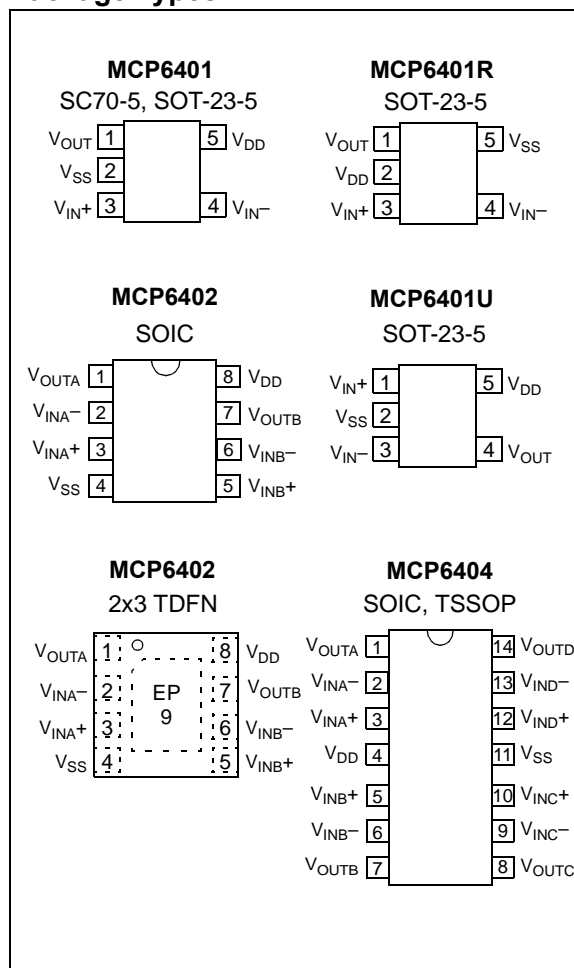 MCP6401
SC70-5, SOT-23-5
VOUT 1 5 VDD
VSS 2
VIN+ 3 4 VIN–
MCP6401R
SOT-23-5
VOUT 1 5 VSS
VDD 2
VIN+ 3 4 VIN–
MCP6402
SOIC
VOUTA 1 8 VDD
VINA– 2 7 VOUTB
VINA+ 3 6 VINB–
VSS 4 5 VINB+
MCP6401U
SOT-23-5
VIN+ 1 5 VDD
VSS 2
VIN– 3 4 VOUT
MCP6402
2x3 TDFN
VOUTA 1 8 VDD
VINA– 2 EP 7 VOUTB
VINA+ 3 9 6 VINB–
VSS 4 5 VINB+
MCP6404
SOIC, TSSOP
VOUTA 1 14 VOUTD
VINA– 2 13 VIND–
VINA+ 3 12 VIND+
VDD 4 11 VSS
VINB+ 5 10 VINC+
VINB– 6 9 VINC–
VOUTB 7 8 VOUTC